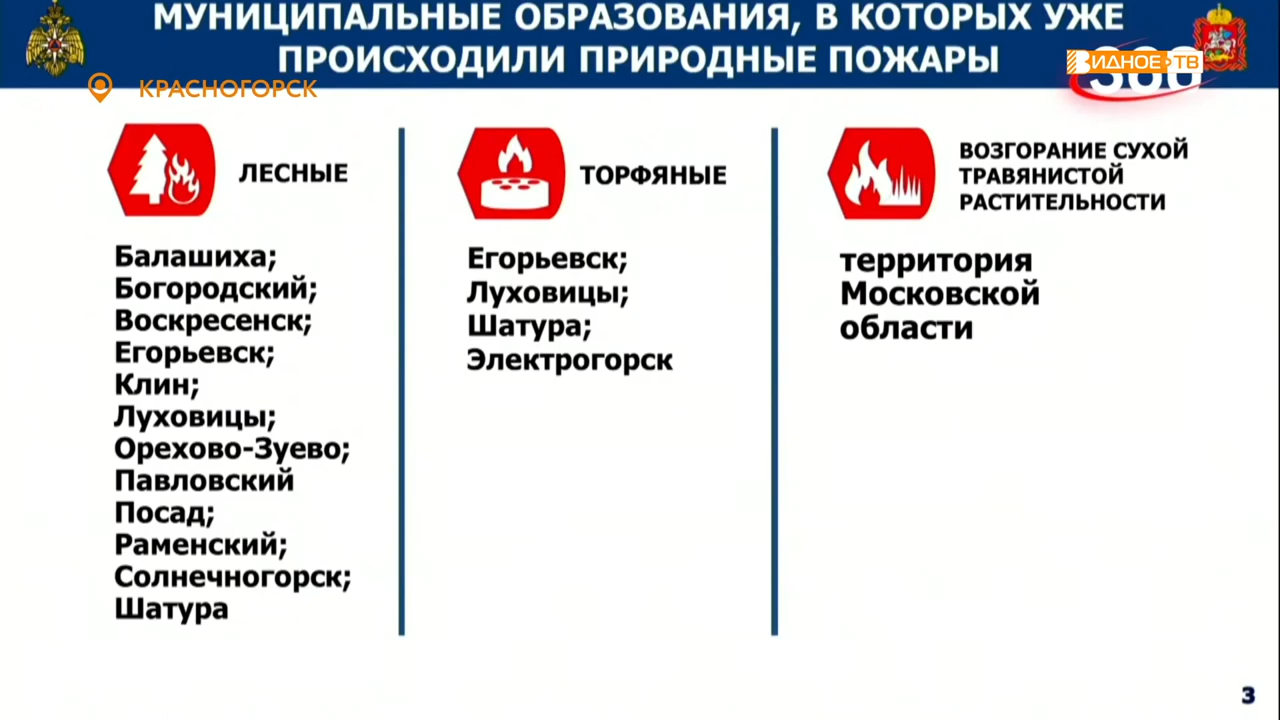 МУНИЦИПАЛЬНЫЕ ОБРАЗОВАНИЯ, В КОТОРЫХ УЖЕ
ПРОИСХОДИЛИ ПРИРОДНЫЕ ПОЖАРЫ
КРАСНОГОРСК
ВИДНОЕ ТВ
360
ЛЕСНЫЕ
Балашиха;
Богородский;
Воскресенск;
Егорьевск;
Клин;
Луховицы;
Орехово-Зуево;
Павловский
Посад;
Раменский;
Солнечногорск;
Шатура
ТОРФЯНЫЕ
Егорьевск;
Луховицы;
Шатура;
Электрогорск
ВОЗГОРАНИЕ СУХОЙ
ТРАВЯНИСТОЙ
РАСТИТЕЛЬНОСТИ
территория
Московской
области
3